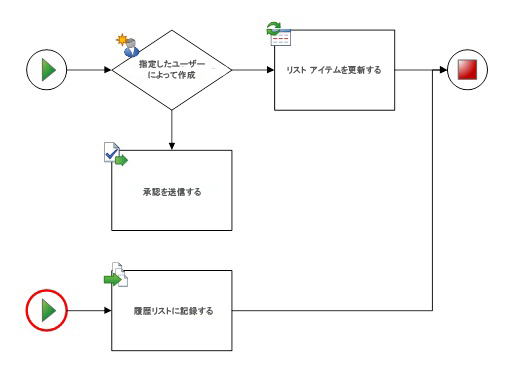 指定したユーザー
によって作成
リスト アイテムを更新する
承認を送信する
履歴リストに記録する